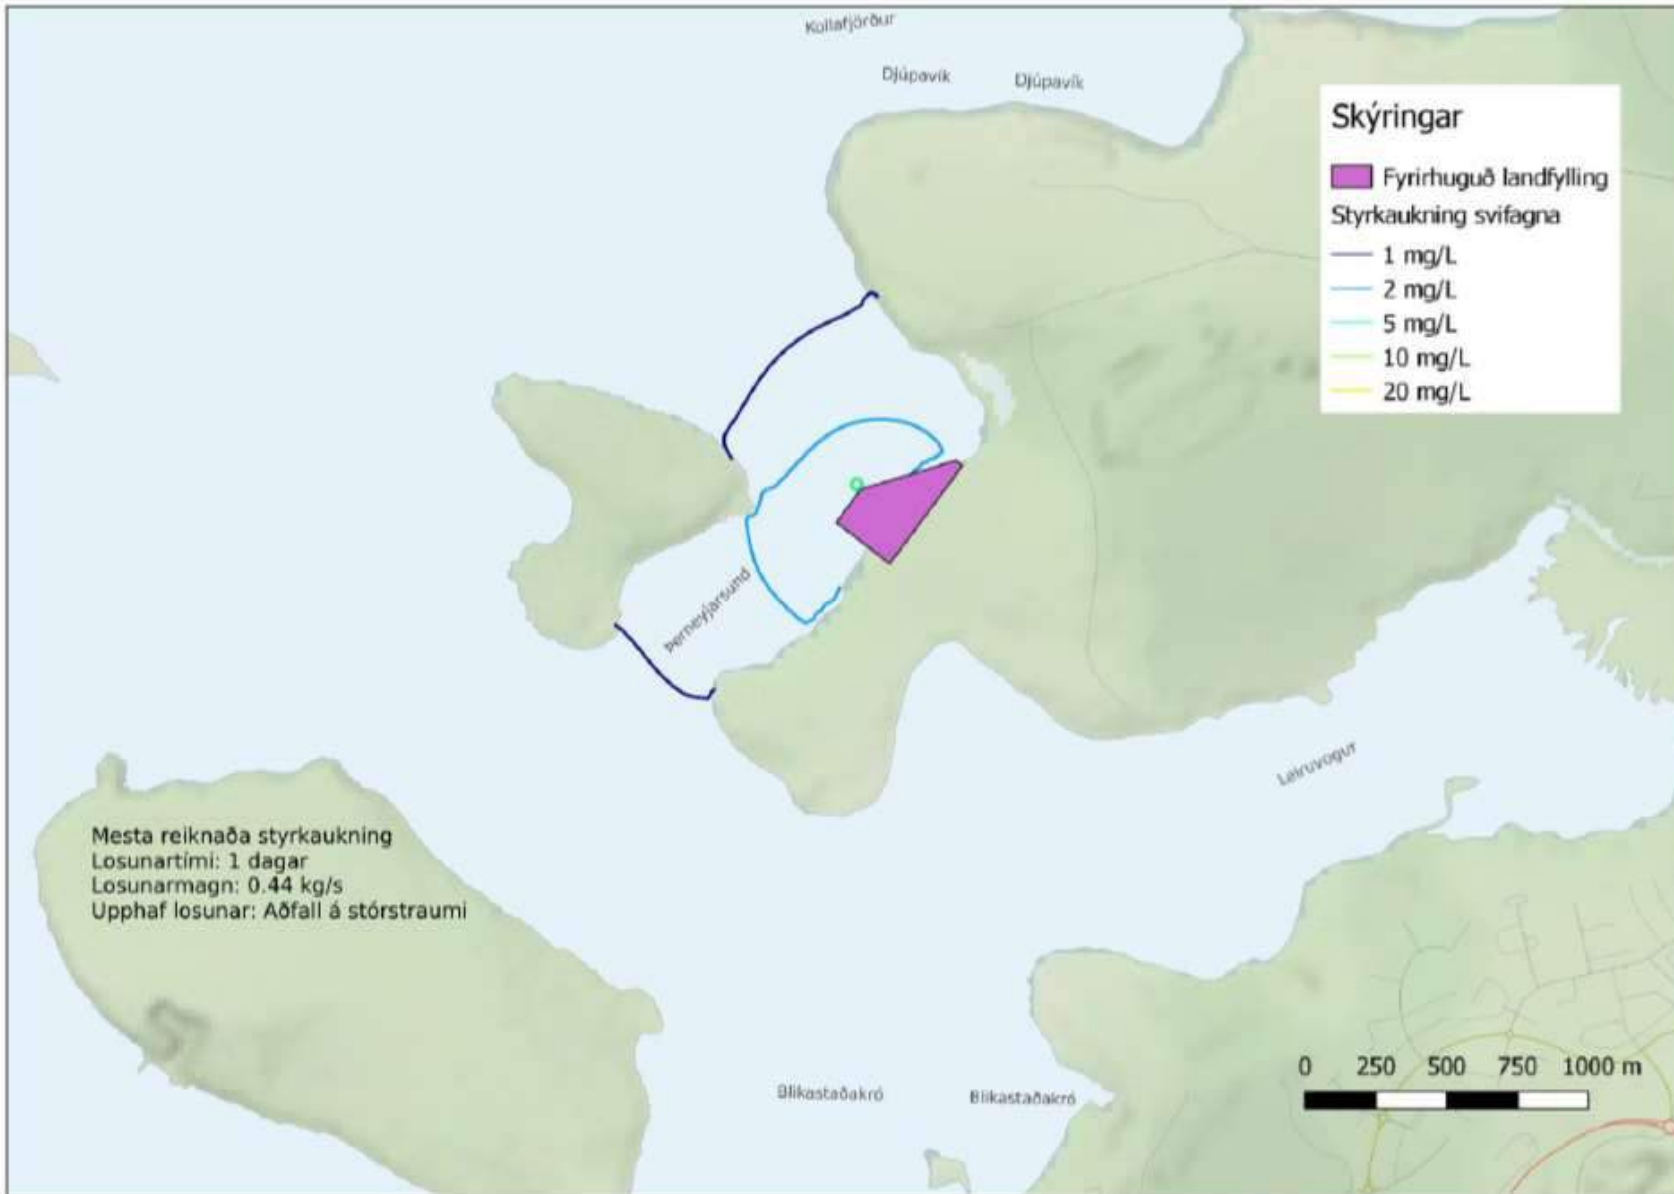 Kollafjörður
Djúpavík
Djúpavík
Skýringar
Fyrirhuguð landfylling
Styrkaukning svifagna
1 mg/L
2 mg/L
5 mg/L
10 mg/L
20 mg/L
Þerneyjarsund
Leiruvogur
Mesta reiknaða styrkaukning
Losunartími: 1 dagar
Losunarmagn: 0.44 kg/s
Upphaf losunar: Aðfall á stórstraumi
0 250 500 750 1000 m
Blikastaðakró
Blikastaðakró